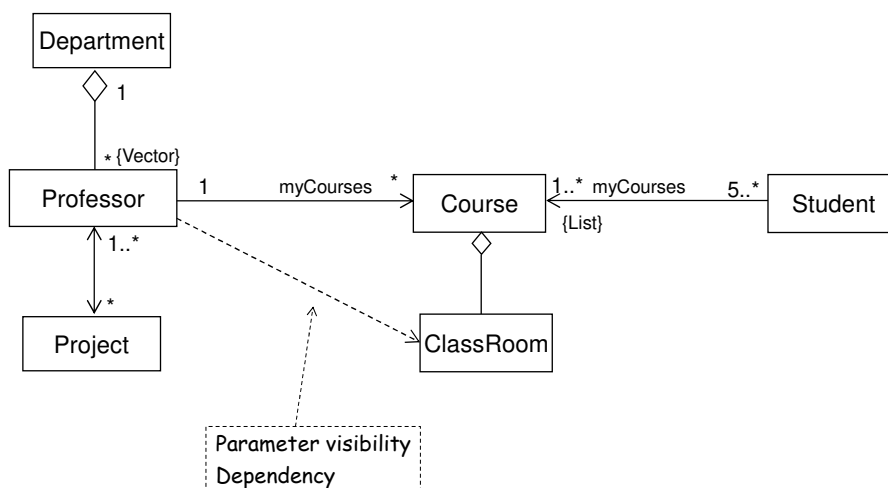 Department
1
* {Vector}
Professor
1 myCourses *
Course
1..* myCourses 5..*
{List}
Student
1..*
*
Project
ClassRoom
Parameter visibility
Dependency